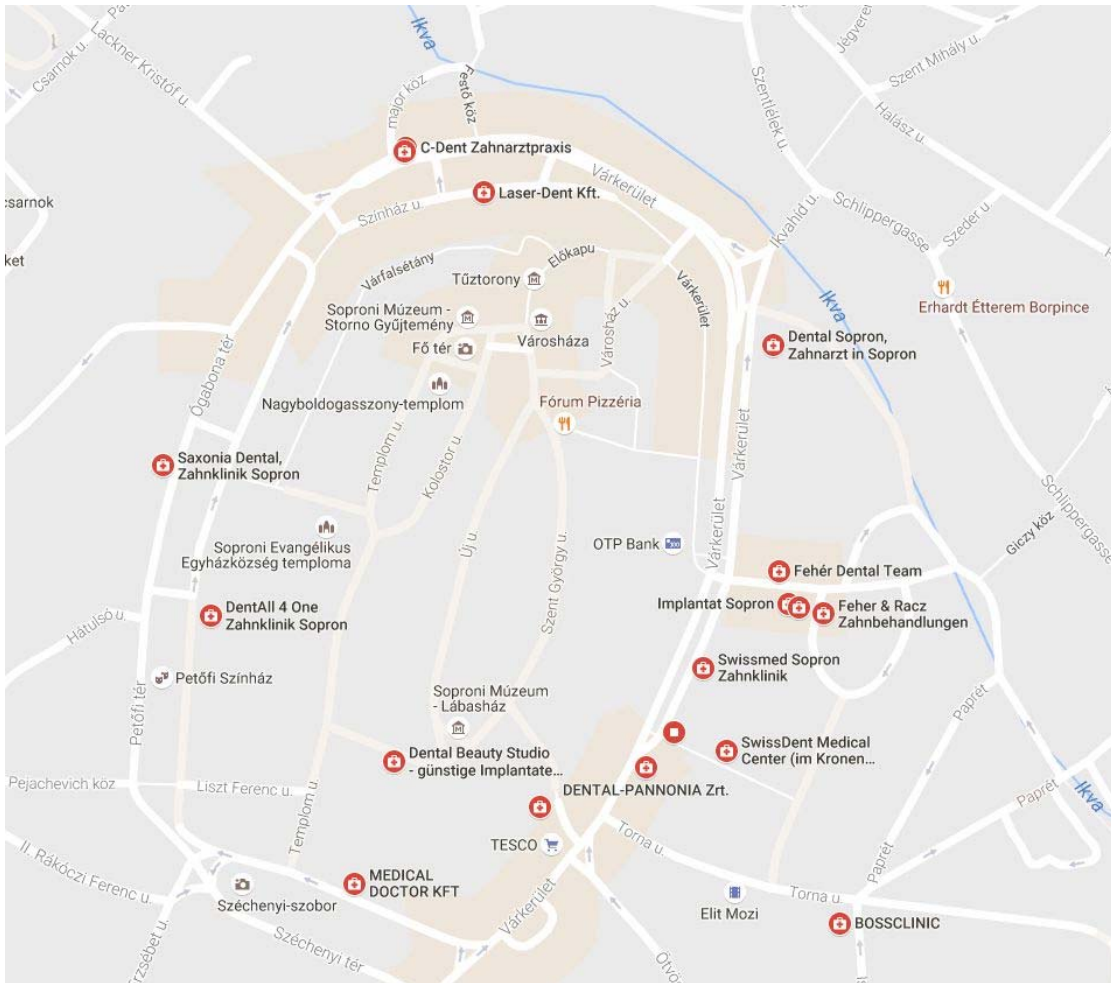 Csarnok u.
Lackner Kristóf u.
Ikva
major köz
Festő köz
Jégverem
Szent Mihály u.
Szentlélek u.
Halász u.
C-Dent Zahnarztpraxis
Laser-Dent Kft.
Várkerület
Színház u.
csarnok
ket
Ikvahíd u.
Schlippergasse
Szeder u.
Várfalsétány
Előkapu
Tűztorony
Várkerület
Ikva
Erhardt Étterem Borpince
Soproni Múzeum -
Storno Gyűjtemény
Városháza
Városház u.
Fő tér
Dental Sopron,
Zahnarzt in Sopron
Ógabona tér
Nagyboldogasszony-templom
Fórum Pizzéria
Templom u.
Kolostor u.
Várkerület
Saxonia Dental,
Zahnklinik Sopron
Schlippergasse
Giczy köz
Soproni Evangélikus
Egyházközség temploma
Új u.
Szent György u.
OTP Bank
Várkerület
Fehér Dental Team
Implantat Sopron
Feher & Racz
Zahnbehandlungen
Hátulsó u.
DentAll 4 One
Zahnklinik Sopron
Petőfi Színház
Petőfi tér
Swissmed Sopron
Zahnklinik
Soproni Múzeum
- Lábasház
Paprét
Dental Beauty Studio
- günstige Implantate...
SwissDent Medical
Center (im Kronen...
DENTAL-PANNONIA Zrt.
Pejachevich köz
Liszt Ferenc u.
Templom u.
Paprét
Ikva
TESCO
Torna u.
Paprét
II. Rákóczi Ferenc u.
MEDICAL
DOCTOR KFT
Széchenyi-szobor
Elit Mozi
Torna u.
BOSSCLINIC
Várkerület
Erzsébet u.
Széchenyi tér